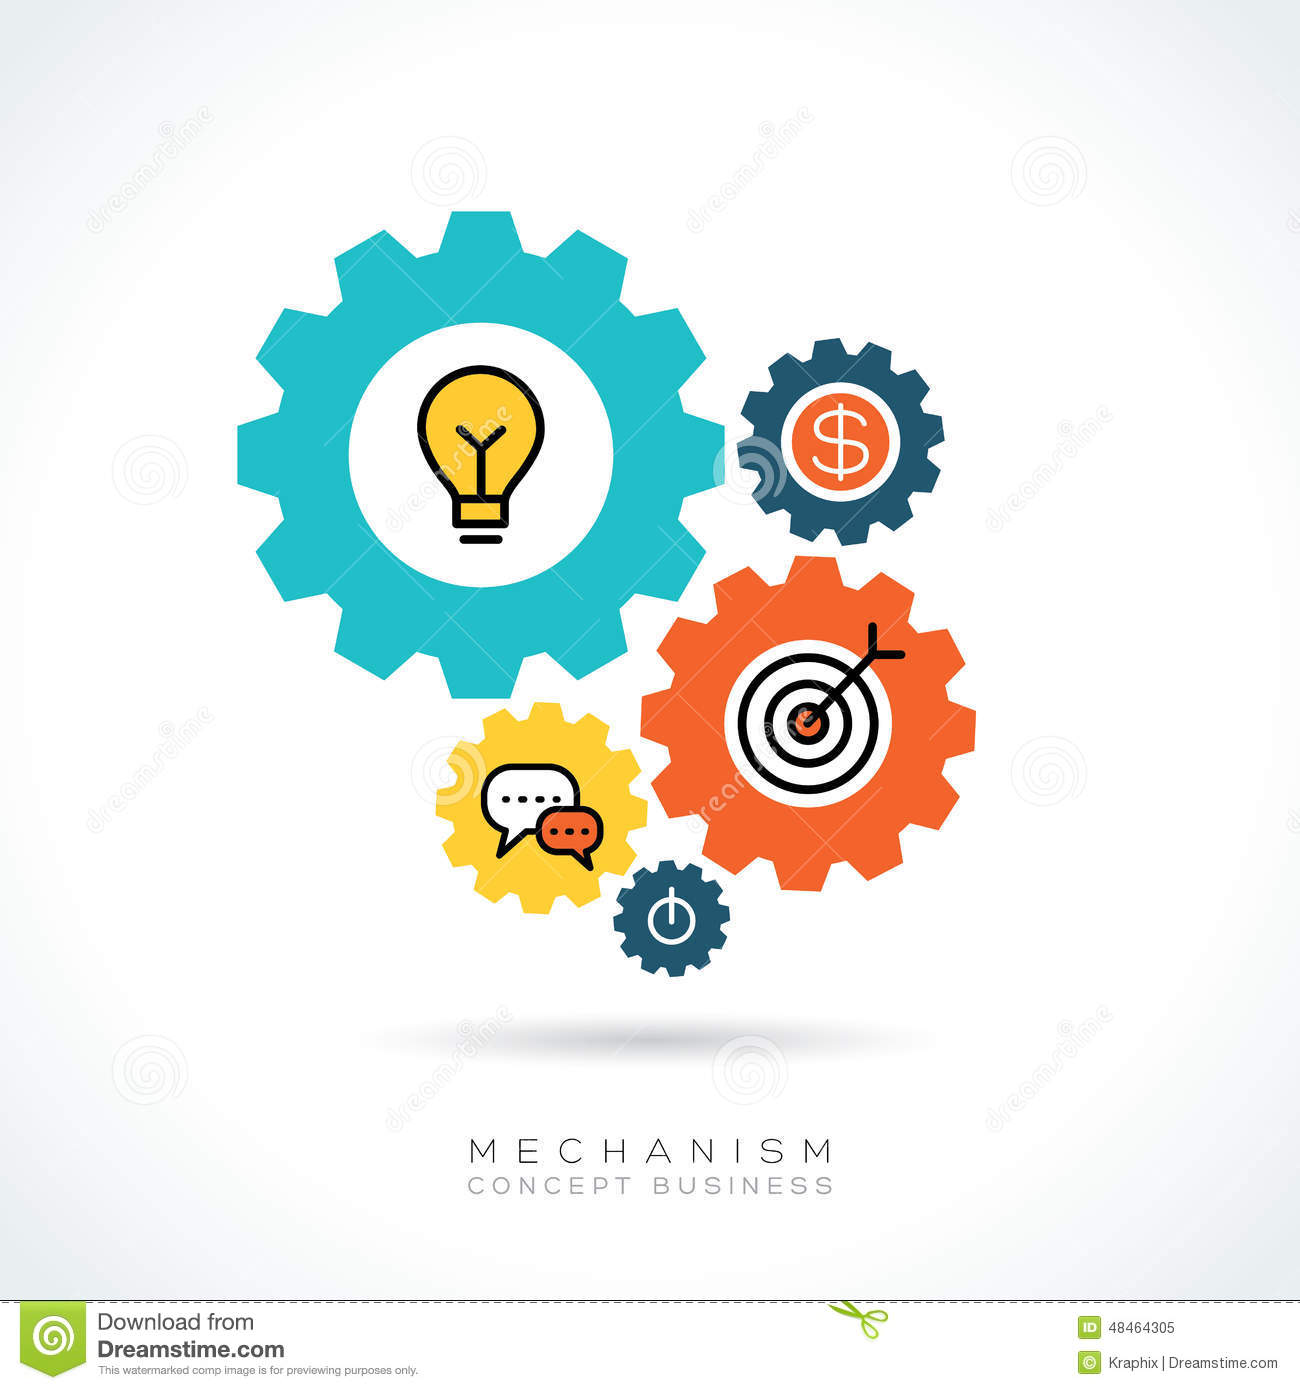 MECHANISM
CONCEPT BUSINESS
Download from
Dreamstime.com
This watermarked comp image is for previewing purposes only.
ID 48464305
© Kraphix | Dreamstime.com
dreamstime
$